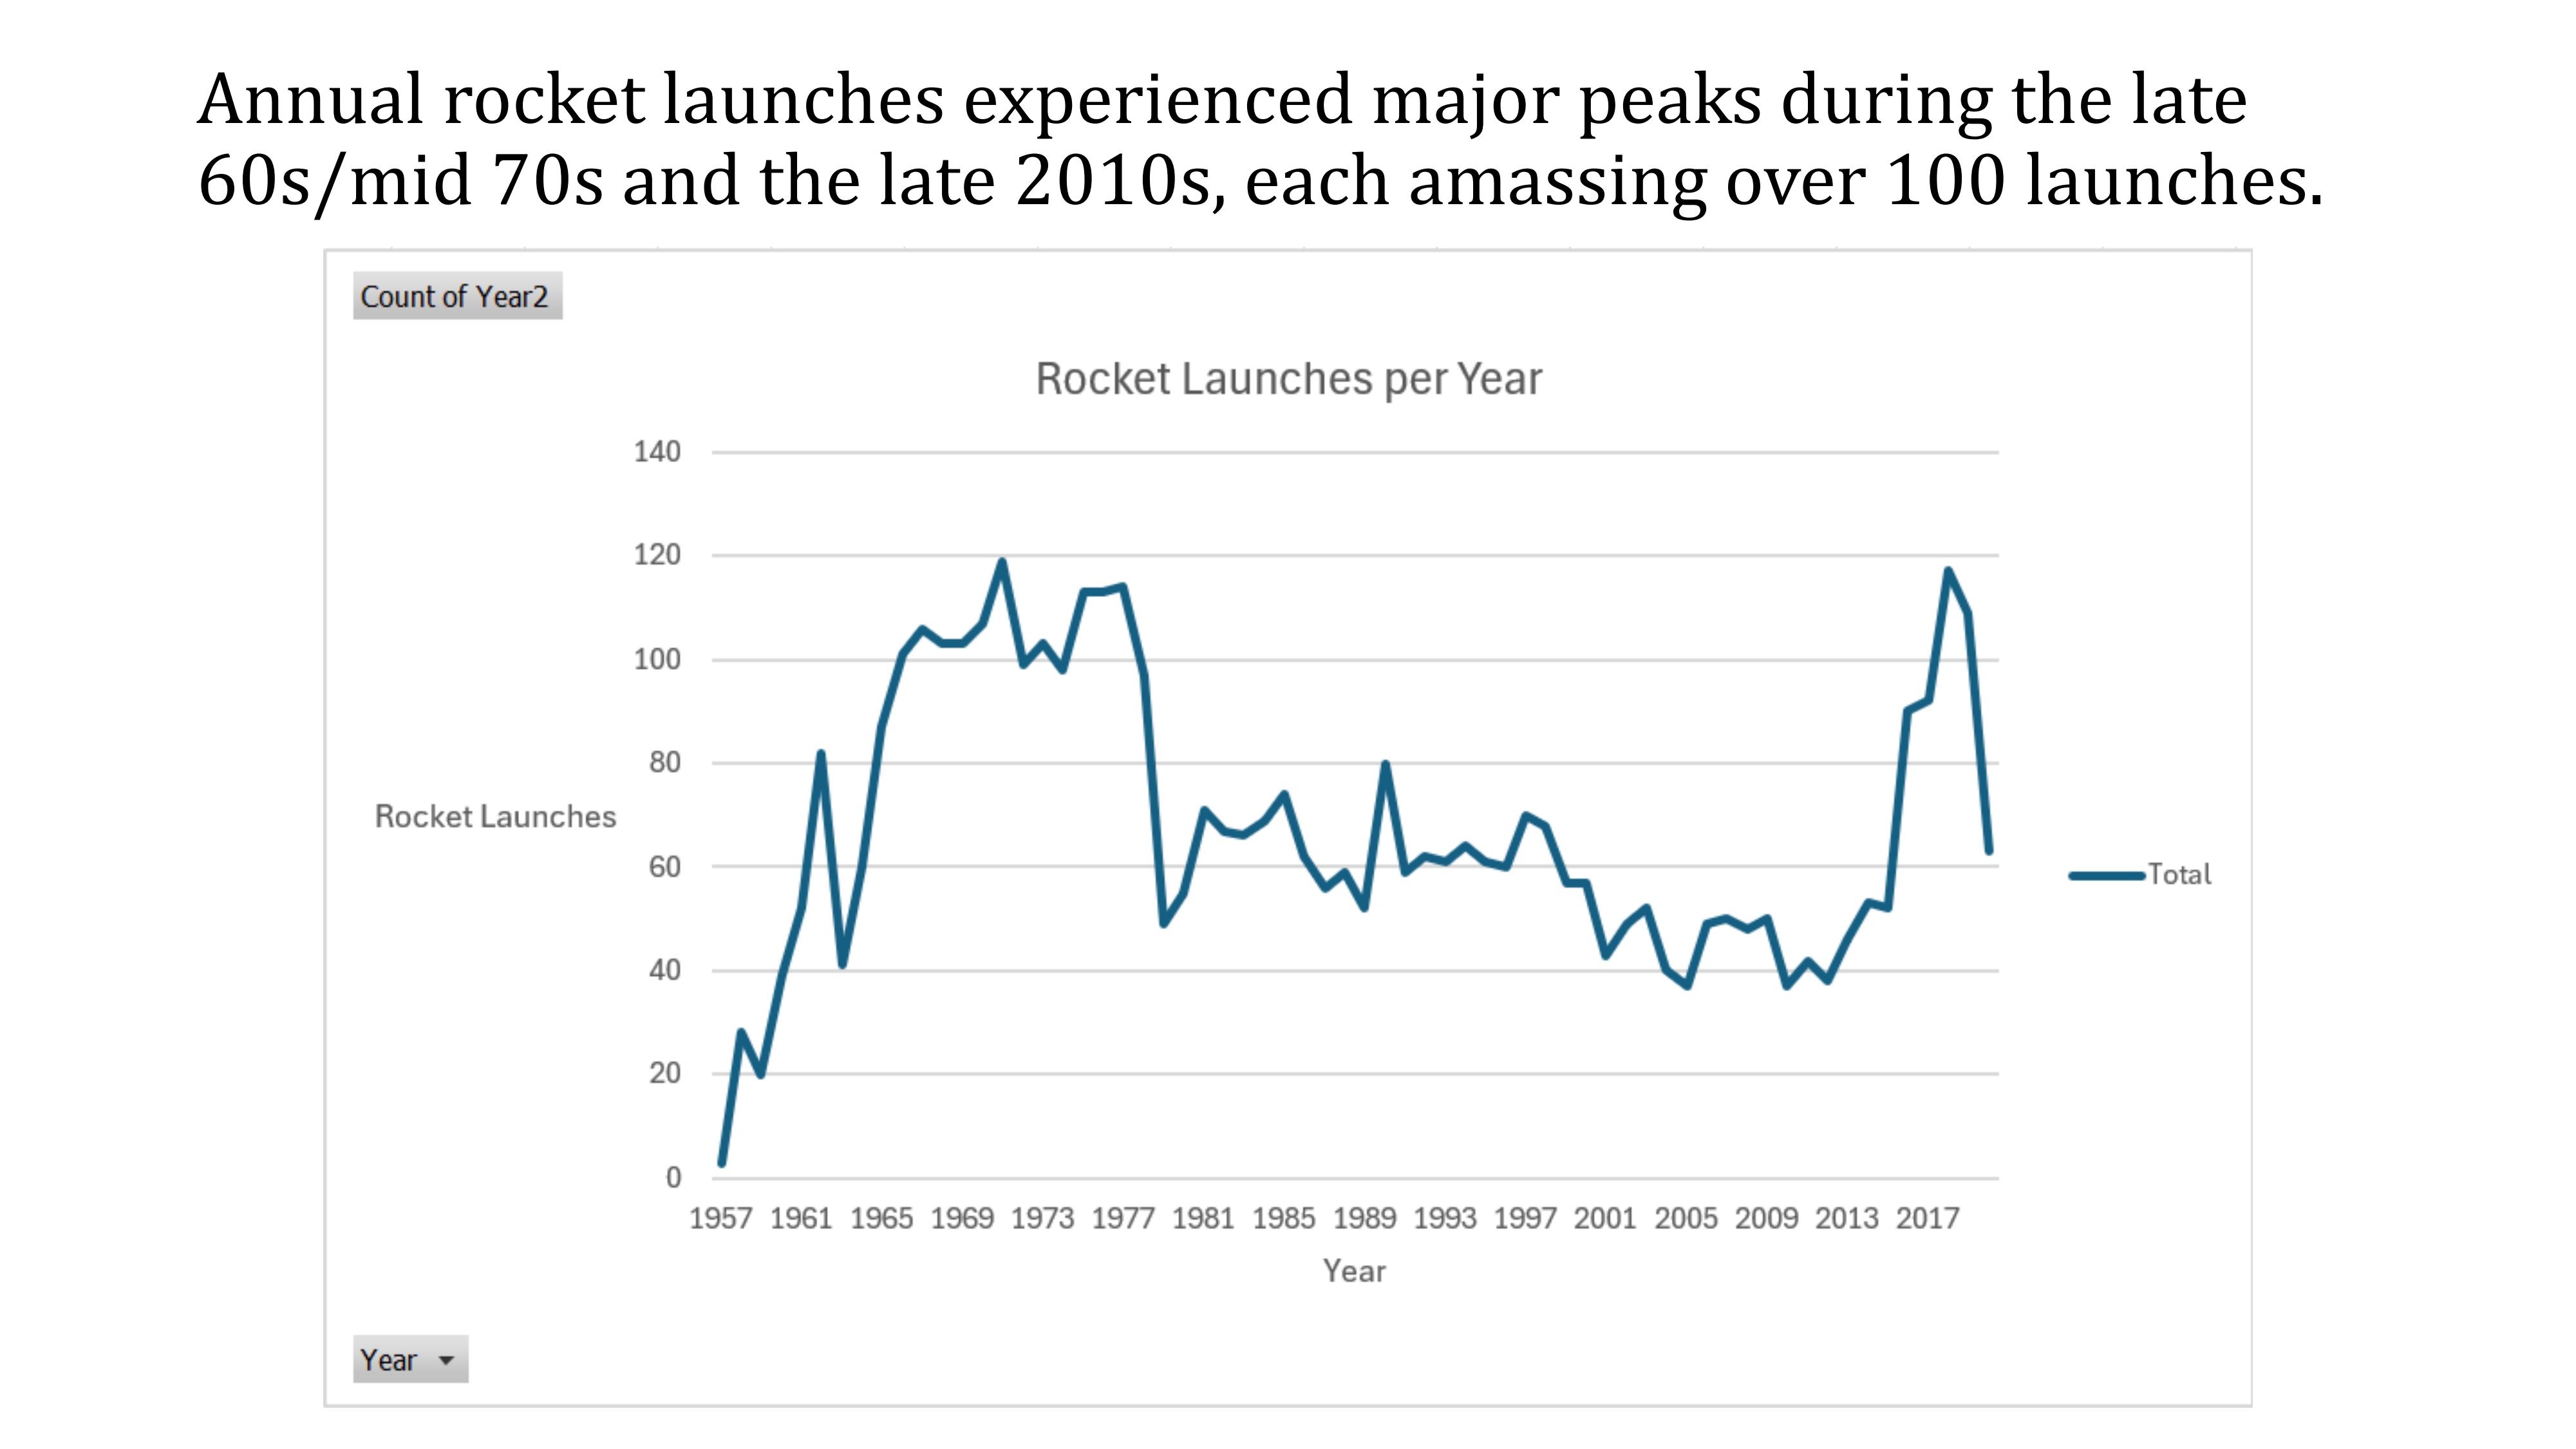 Annual rocket launches experienced major peaks during the late
60s/mid 70s and the late 2010s, each amassing over 100 launches.
Count of Year2
Rocket Launches per Year
140
120
100
80
60
40
20
0
Rocket Launches
Total
1957 1961 1965 1969 1973 1977 1981 1985 1989 1993 1997 2001 2005 2009 2013 2017
Year
Year